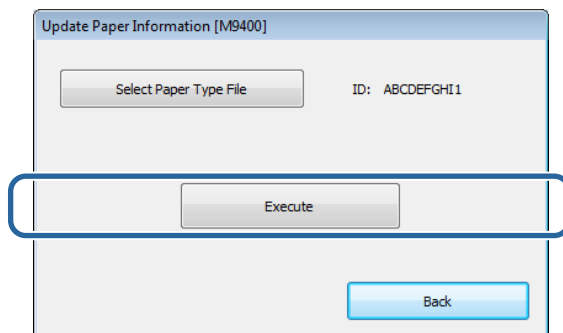 Update Paper Information [M9400]
Select Paper Type File ID: ABCDEFGHI1
Execute
Back